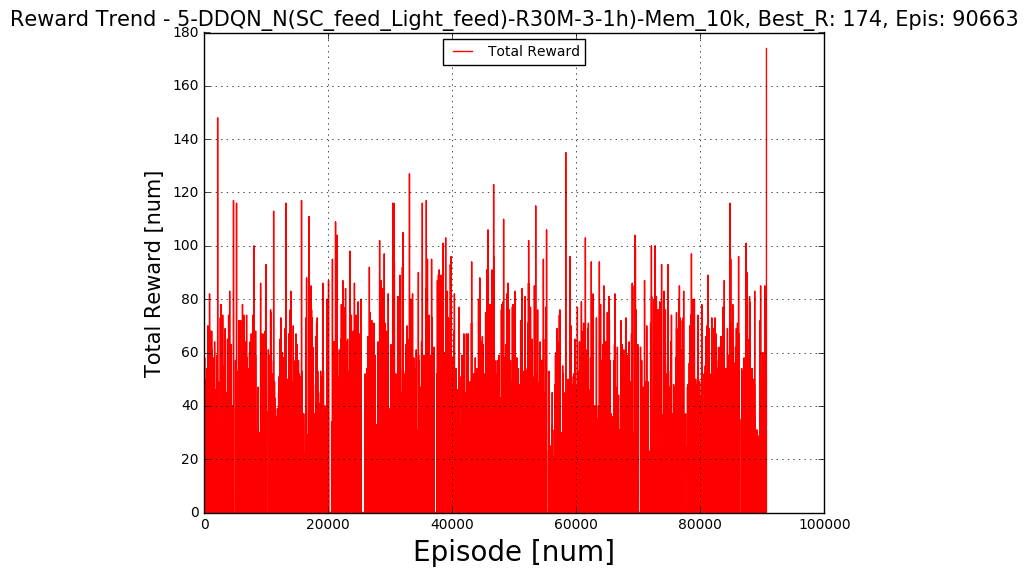 Reward Trend - 5-DDQN_N(SC_feed_Light_feed)-R30M-3-1h)-Mem_10k, Best_R: 174, Epis: 90663
Total Reward
180
160
140
120
100
80
60
40
20
0
Total Reward [num]
0 20000 40000 60000 80000 100000
Episode [num]